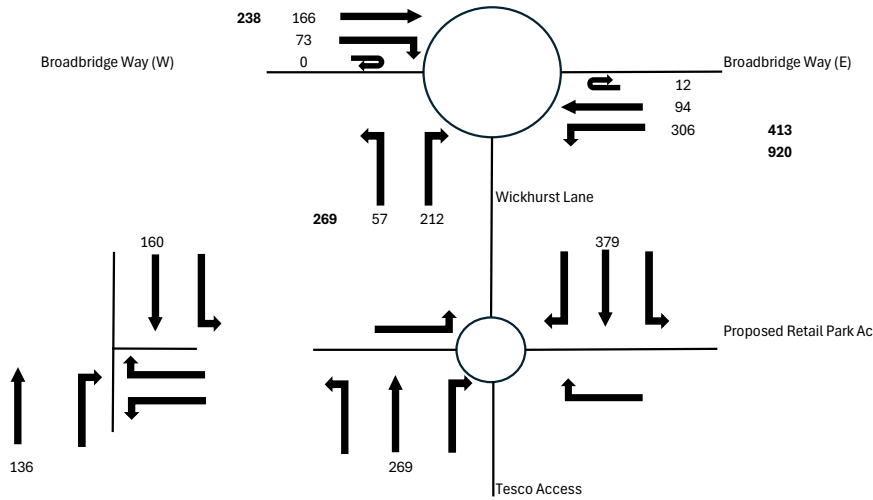 238 166
73
Broadbridge Way (W) 0 Broadbridge Way (E)
12
94
306 413
920
Wickhurst Lane
269 57 212
160 379
Proposed Retail Park Ac
136 269
Tesco Access